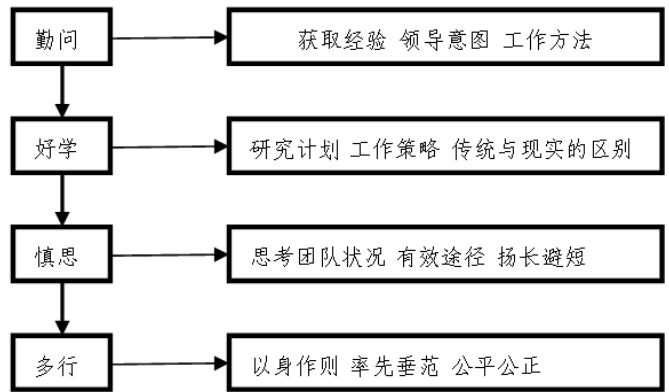 勤问
获取经验 领导意图 工作方法
好学
研究计划 工作策略 传统与现实的区别
慎思
思考团队状况 有效途径 扬长避短
多行
以身作则 率先垂范 公平公正